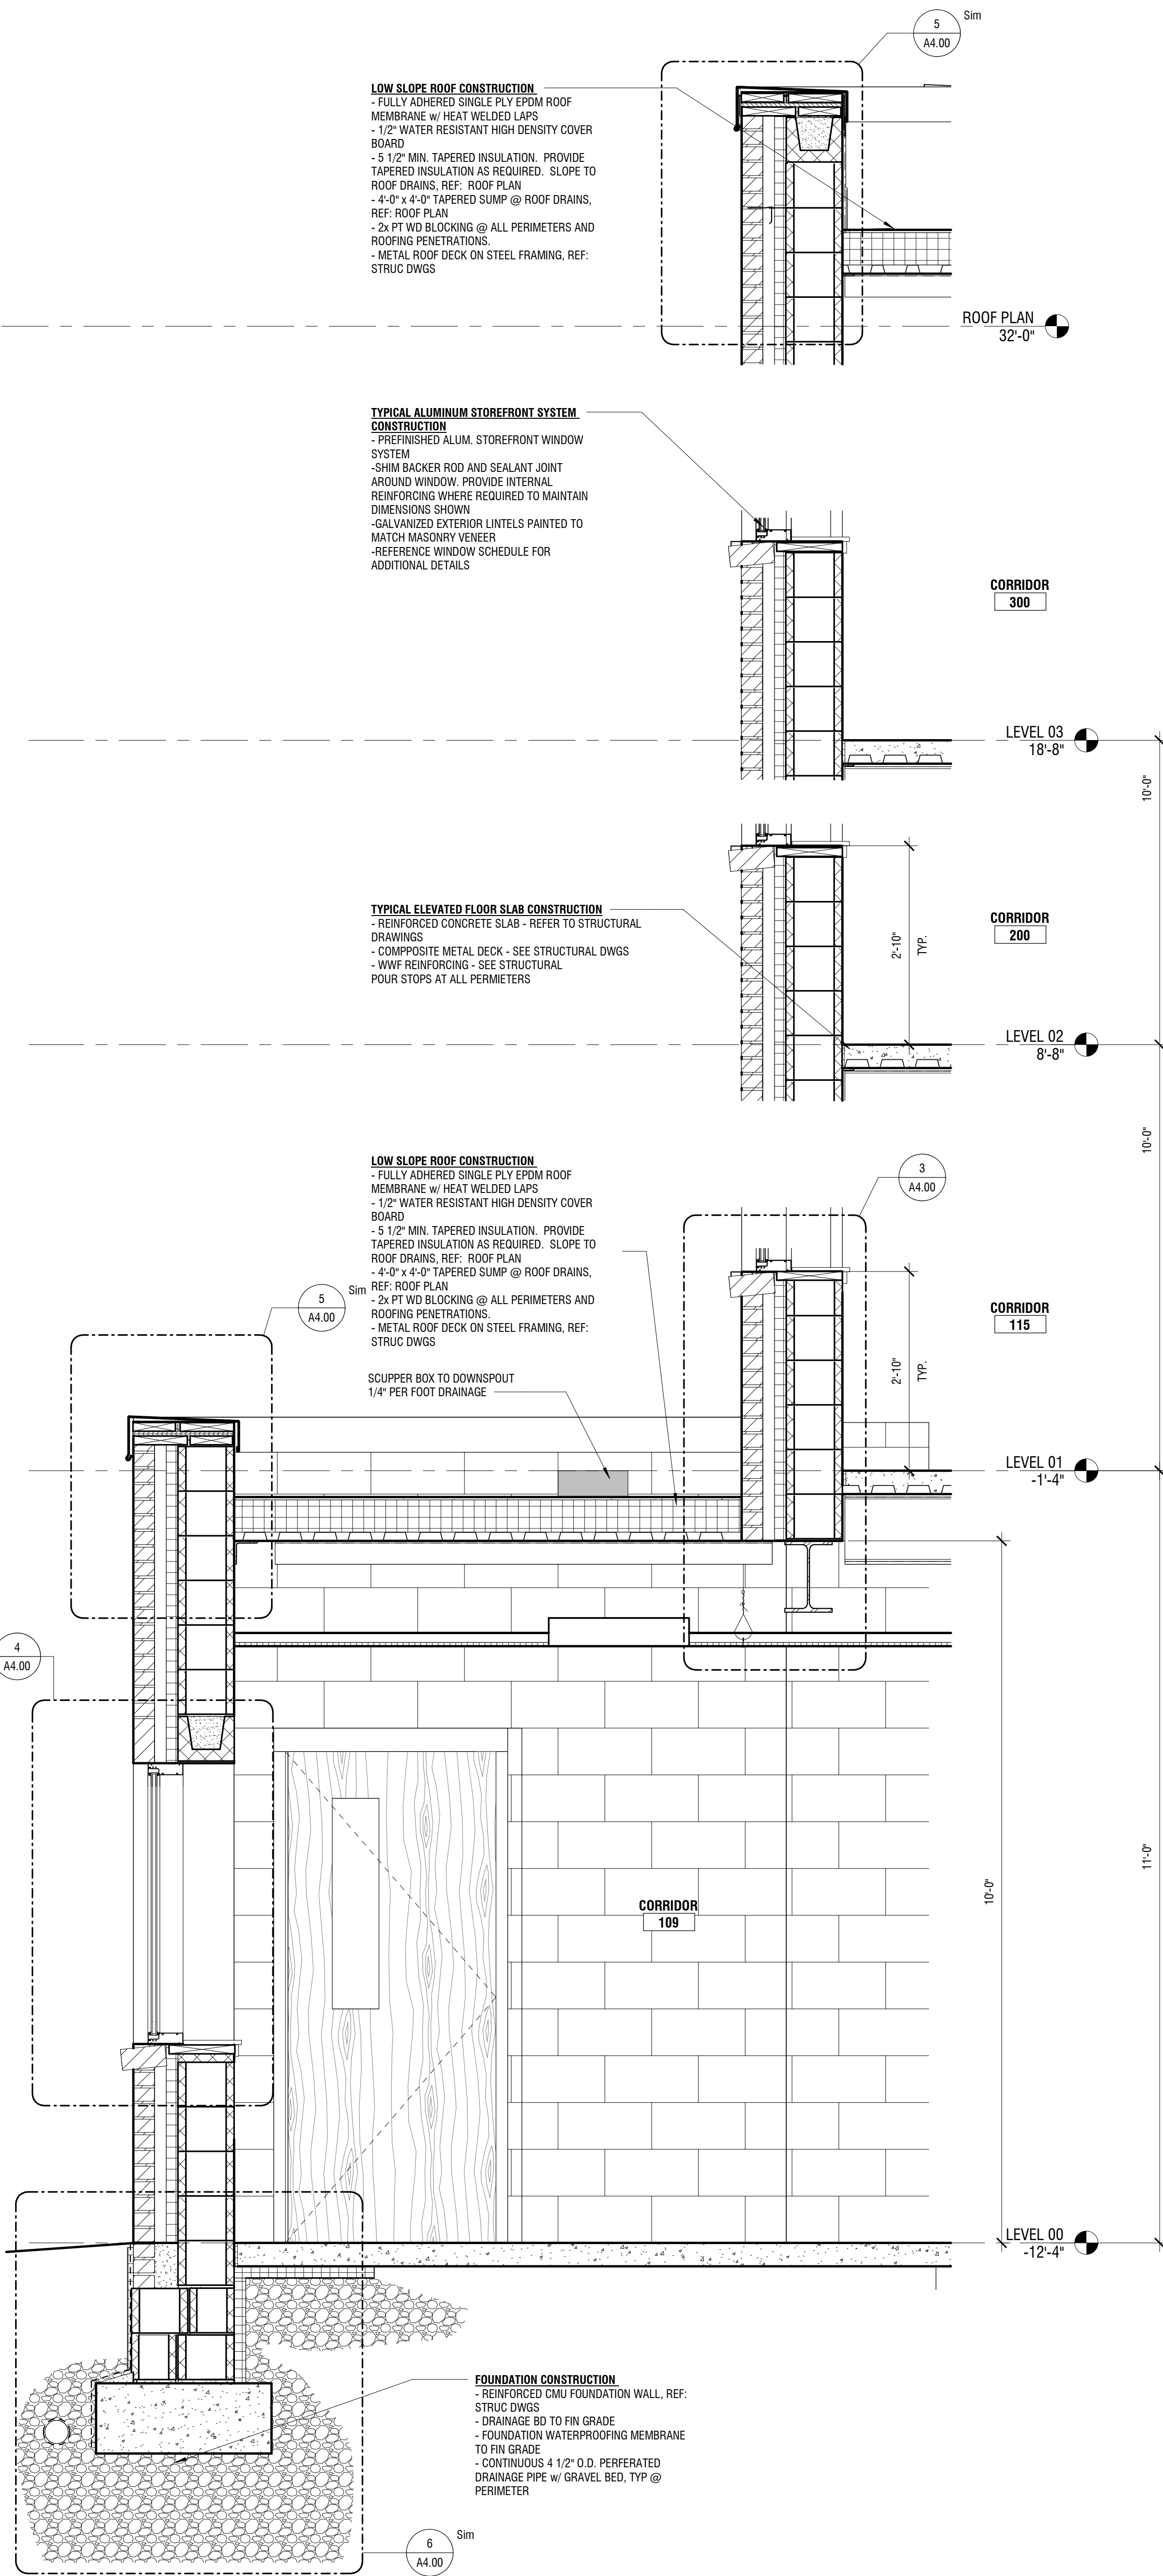 5
A4.00
Sim
LOW SLOPE ROOF CONSTRUCTION
- FULLY ADHERED SINGLE PLY EPDM ROOF
MEMBRANE w/ HEAT WELDED LAPS
- 1/2" WATER RESISTANT HIGH DENSITY COVER
BOARD
- 5 1/2" MIN. TAPERED INSULATION. PROVIDE
TAPERED INSULATION AS REQUIRED. SLOPE TO
ROOF DRAINS, REF: ROOF PLAN
- 4'-0" x 4'-0" TAPERED SUMP @ ROOF DRAINS,
REF: ROOF PLAN
- 2x PT WD BLOCKING @ ALL PERIMETERS AND
ROOFING PENETRATIONS.
- METAL ROOF DECK ON STEEL FRAMING, REF:
STRUC DWGS
ROOF PLAN
32'-0"
TYPICAL ALUMINUM STOREFRONT SYSTEM
CONSTRUCTION
- PREFINISHED ALUM. STOREFRONT WINDOW
SYSTEM
-SHIM BACKER ROD AND SEALANT JOINT
AROUND WINDOW. PROVIDE INTERNAL
REINFORCING WHERE REQUIRED TO MAINTAIN
DIMENSIONS SHOWN
-GALVANIZED EXTERIOR LINTELS PAINTED TO
MATCH MASONRY VENEER
-REFERENCE WINDOW SCHEDULE FOR
ADDITIONAL DETAILS
CORRIDOR
300
LEVEL 03
18'-8"
10'-0"
TYPICAL ELEVATED FLOOR SLAB CONSTRUCTION
- REINFORCED CONCRETE SLAB - REFER TO STRUCTURAL
DRAWINGS
- COMPPOSITE METAL DECK - SEE STRUCTURAL DWGS
- WWF REINFORCING - SEE STRUCTURAL
POUR STOPS AT ALL PERMIETERS
2'-10"
TYP.
CORRIDOR
200
LEVEL 02
8'-8"
10'-0"
LOW SLOPE ROOF CONSTRUCTION
- FULLY ADHERED SINGLE PLY EPDM ROOF
MEMBRANE w/ HEAT WELDED LAPS
- 1/2" WATER RESISTANT HIGH DENSITY COVER
BOARD
- 5 1/2" MIN. TAPERED INSULATION. PROVIDE
TAPERED INSULATION AS REQUIRED. SLOPE TO
ROOF DRAINS, REF: ROOF PLAN
- 4'-0" x 4'-0" TAPERED SUMP @ ROOF DRAINS,
REF: ROOF PLAN
- 2x PT WD BLOCKING @ ALL PERIMETERS AND
ROOFING PENETRATIONS.
- METAL ROOF DECK ON STEEL FRAMING, REF:
STRUC DWGS
3
A4.00
5
A4.00
Sim
SCUPPER BOX TO DOWNSPOUT
1/4" PER FOOT DRAINAGE
2'-10"
TYP.
CORRIDOR
115
LEVEL 01
-1'-4"
4
A4.00
CORRIDOR
109
10'-0"
11'-0"
LEVEL 00
-12'-4"
FOUNDATION CONSTRUCTION
- REINFORCED CMU FOUNDATION WALL, REF:
STRUC DWGS
- DRAINAGE BD TO FIN GRADE
- FOUNDATION WATERPROOFING MEMBRANE
TO FIN GRADE
- CONTINUOUS 4 1/2" O.D. PERFERATED
DRAINAGE PIPE w/ GRAVEL BED, TYP @
PERIMETER
6
A4.00
Sim